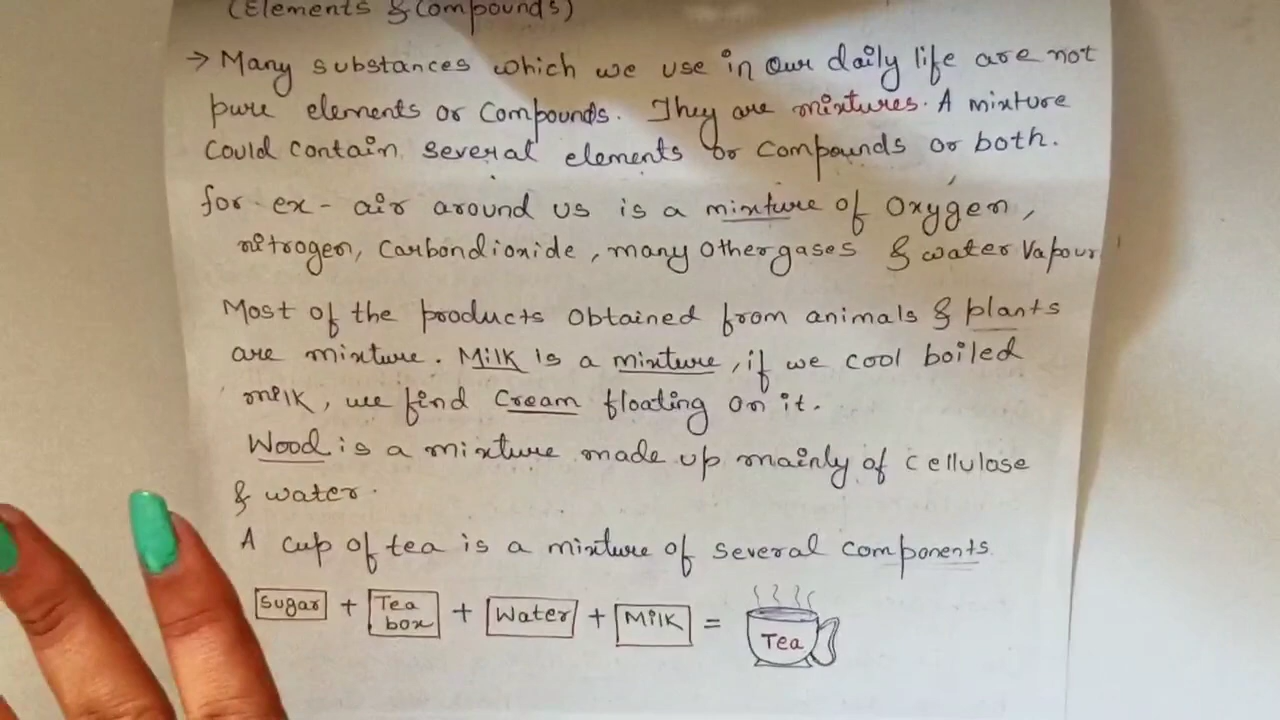 (Elements & Compounds)
→ Many substances which we use in our daily life are not
pure elements or compounds. They are mixtures. A mixture
could contain several elements or compounds or both.
for ex- air around us is a mixture of Oxygen,
nitrogen, Carbondioxide, many other gases & water vapour
Most of the products obtained from animals & plants
are mixture. Milk is a mixture, if we cool boiled
milk, we find Cream floating on it.
Wood is a mixture made up mainly of cellulose
& water.
A cup of tea is a mixture of several components.
Sugar + Tea box + Water + Milk = Tea